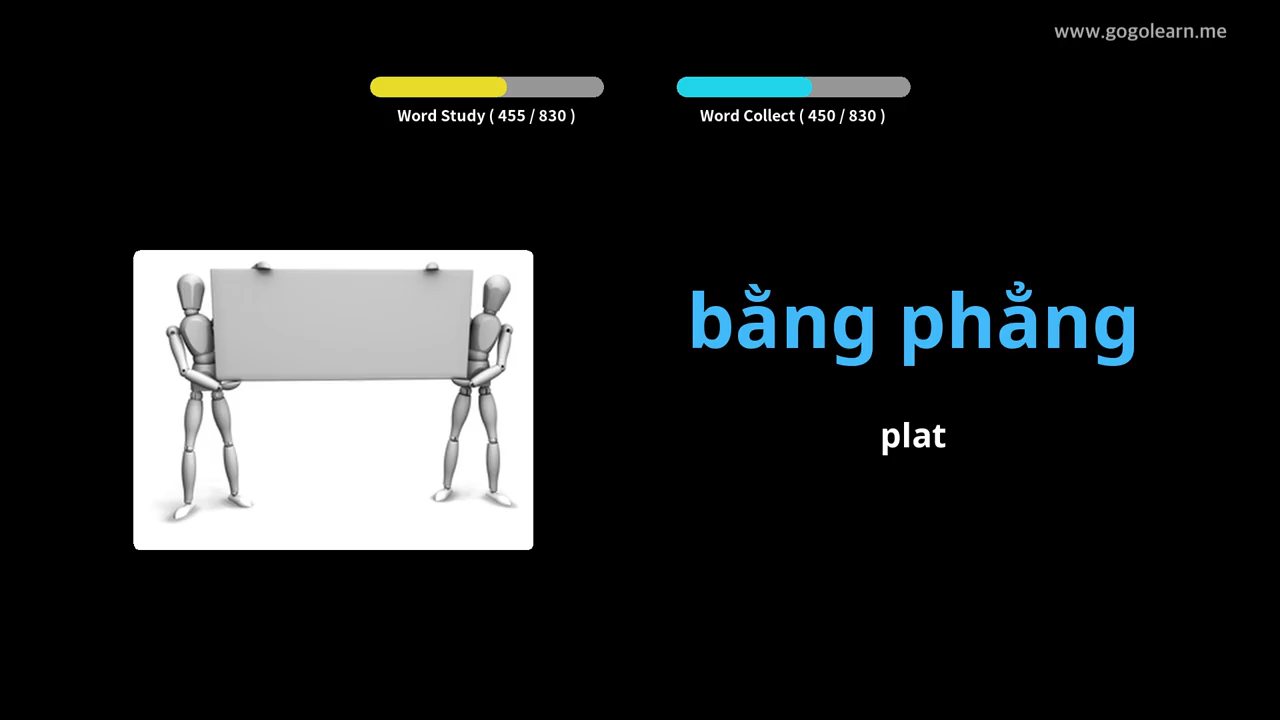 www.gogolearn.me
Word Study ( 455 / 830 )
Word Collect ( 450 / 830 )
bằng phẳng
plat